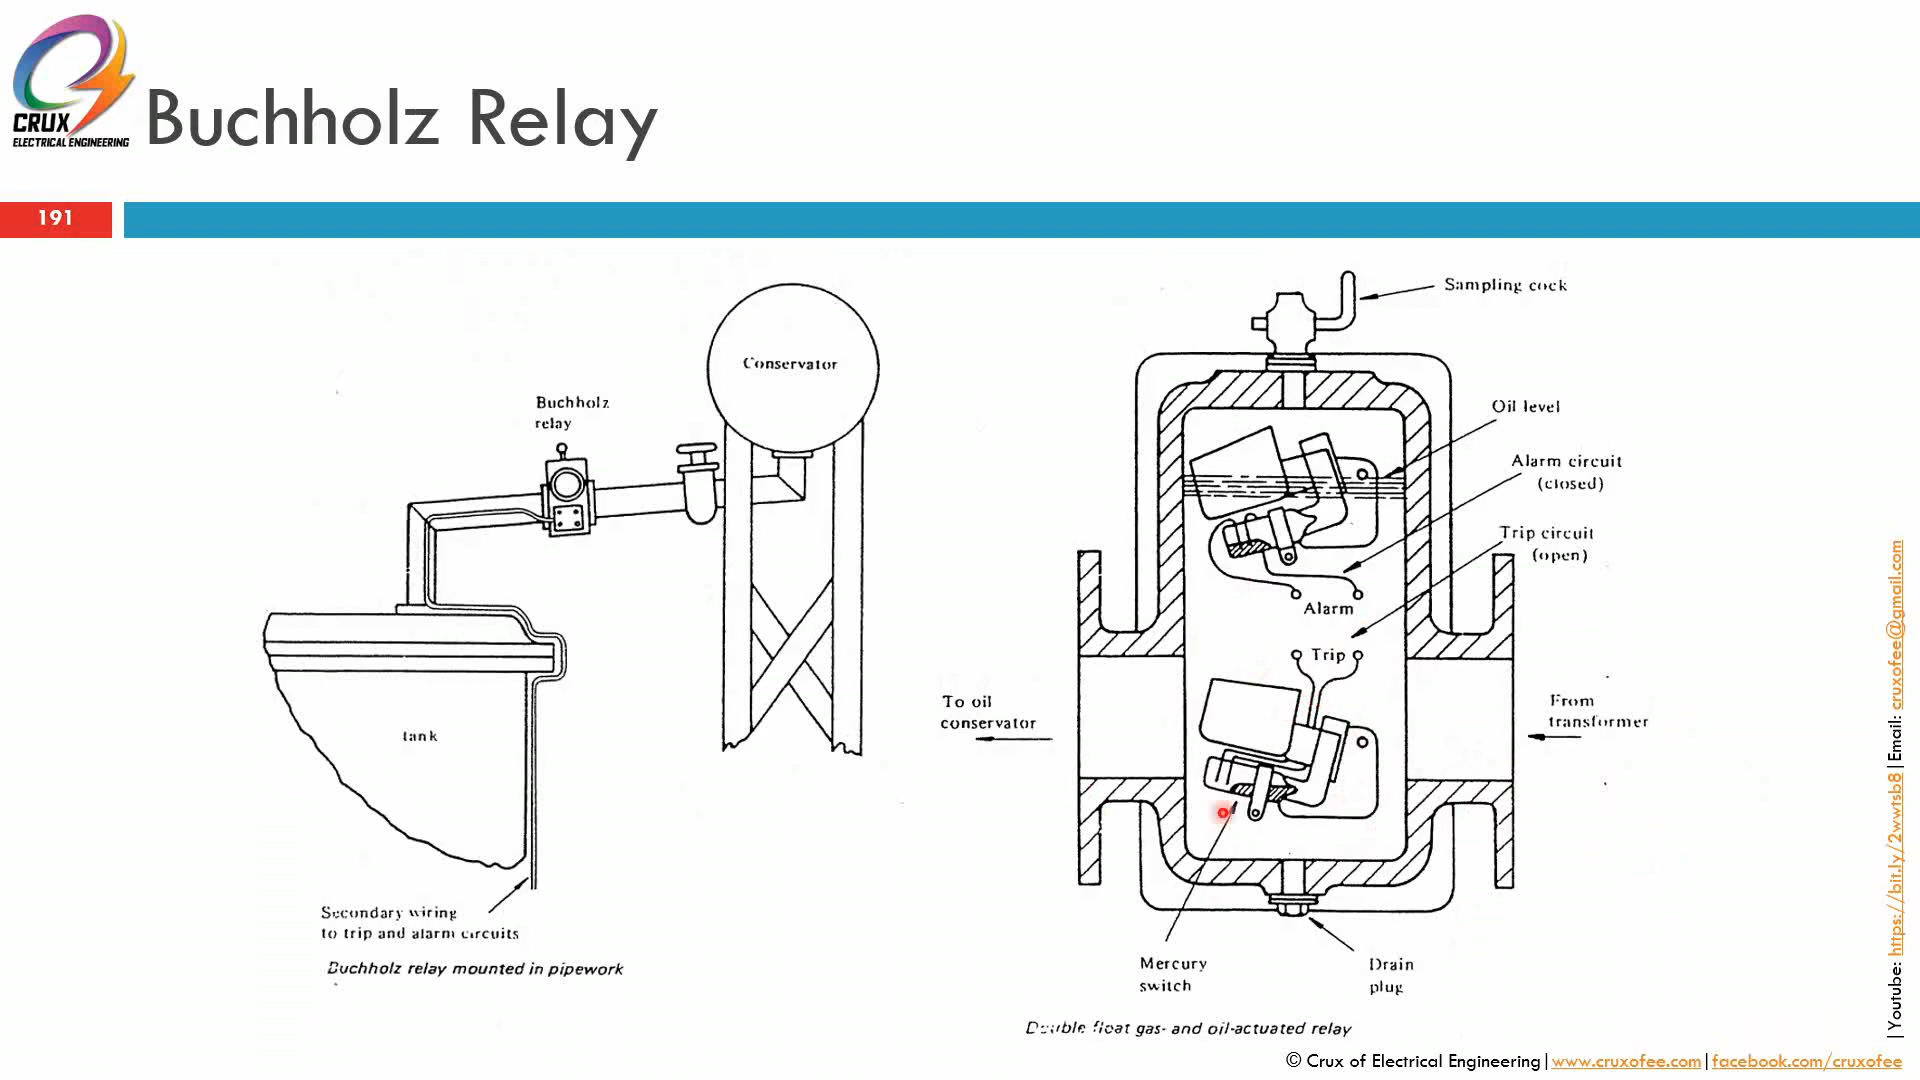 CRUX
ELECTRICAL ENGINEERING
Buchholz Relay
191
Conservator
Buchholz
relay
tank
Secondary wiring
to trip and alarm circuits
Buchholz relay mounted in pipework
Sampling cock
Oil level
Alarm circuit
(closed)
Trip circuit
(open)
Alarm
Trip
To oil
conservator
From
transformer
Mercury
switch
Drain
plug
Double float gas- and oil-actuated relay
|Youtube: https://bit.ly/2wwtsb8|Email: cruxofee@gmail.com
© Crux of Electrical Engineering|www.cruxofee.com|facebook.com/cruxofee